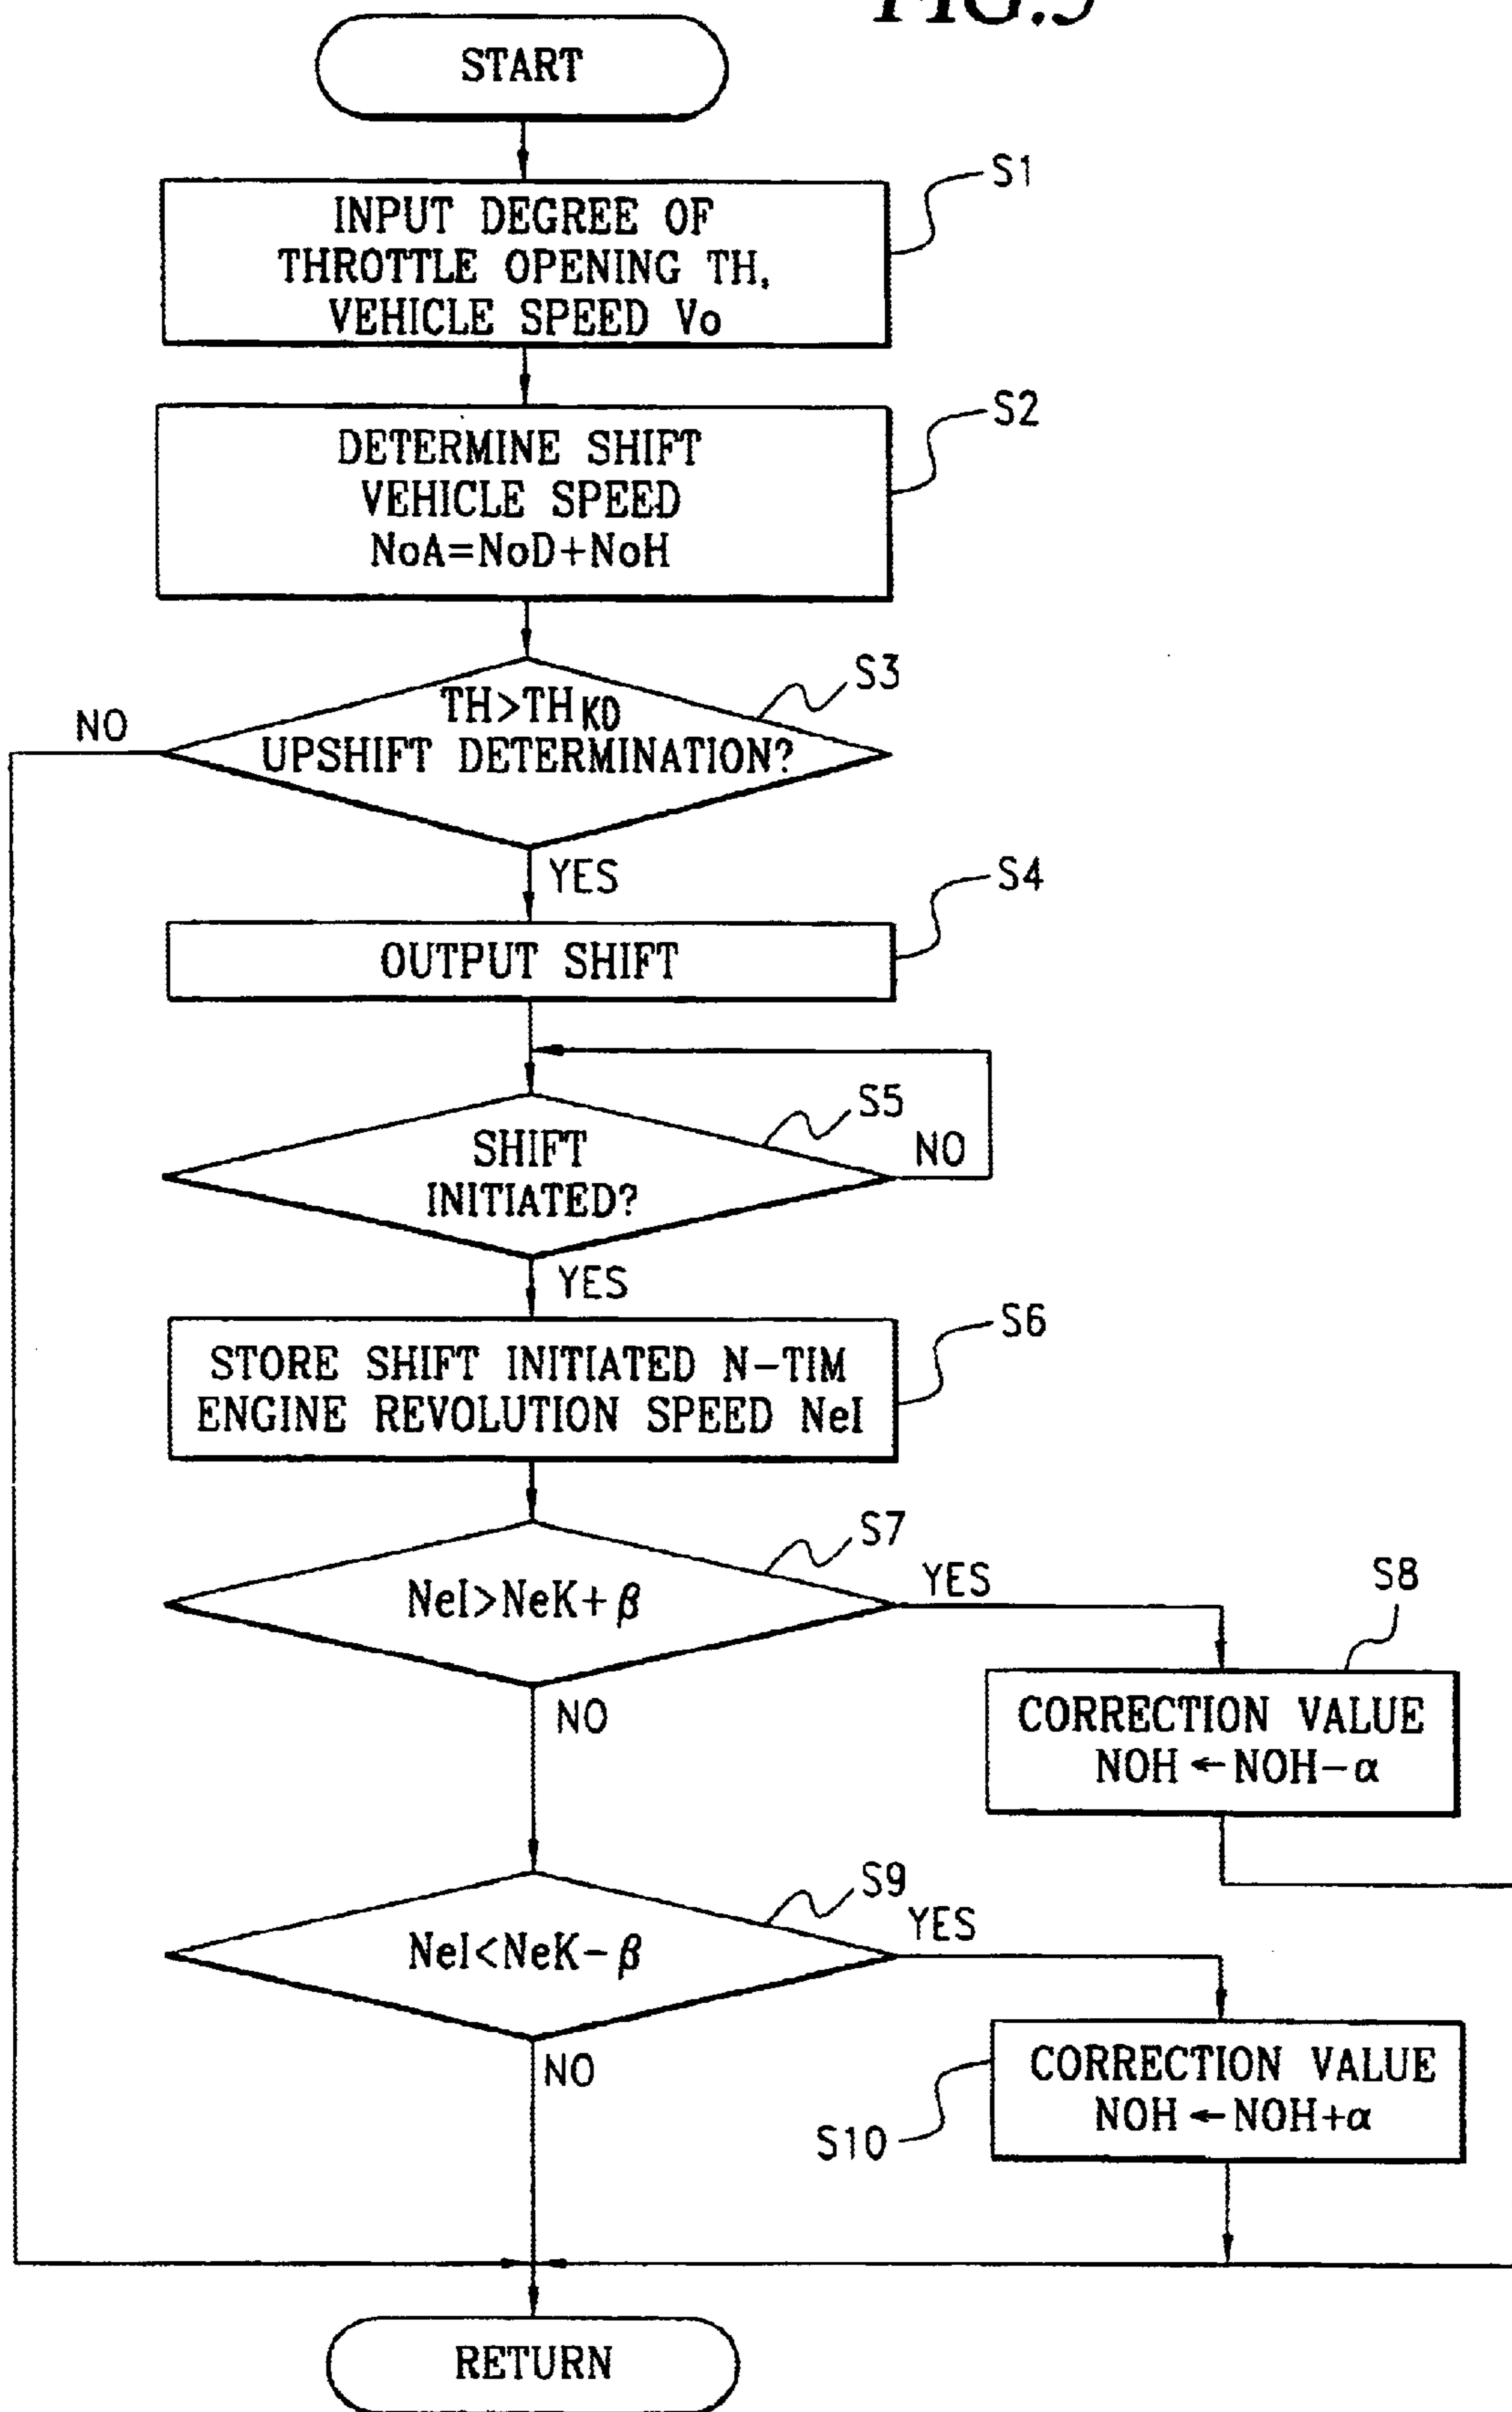 START
S1
INPUT DEGREE OF
THROTTLE OPENING TH,
VEHICLE SPEED Vo
S2
DETERMINE SHIFT
VEHICLE SPEED
NoA=NoD+NoH
S3
TH>THKD
UPSHIFT DETERMINATION?
NO
YES
S4
OUTPUT SHIFT
S5
SHIFT
INITIATED?
NO
YES
S6
STORE SHIFT INITIATED N-TIM
ENGINE REVOLUTION SPEED NeI
S7
NeI>NeK+β
YES
NO
S8
CORRECTION VALUE
NOH←NOH-α
S9
NeI<NeK-β
YES
NO
S10
CORRECTION VALUE
NOH←NOH+α
RETURN